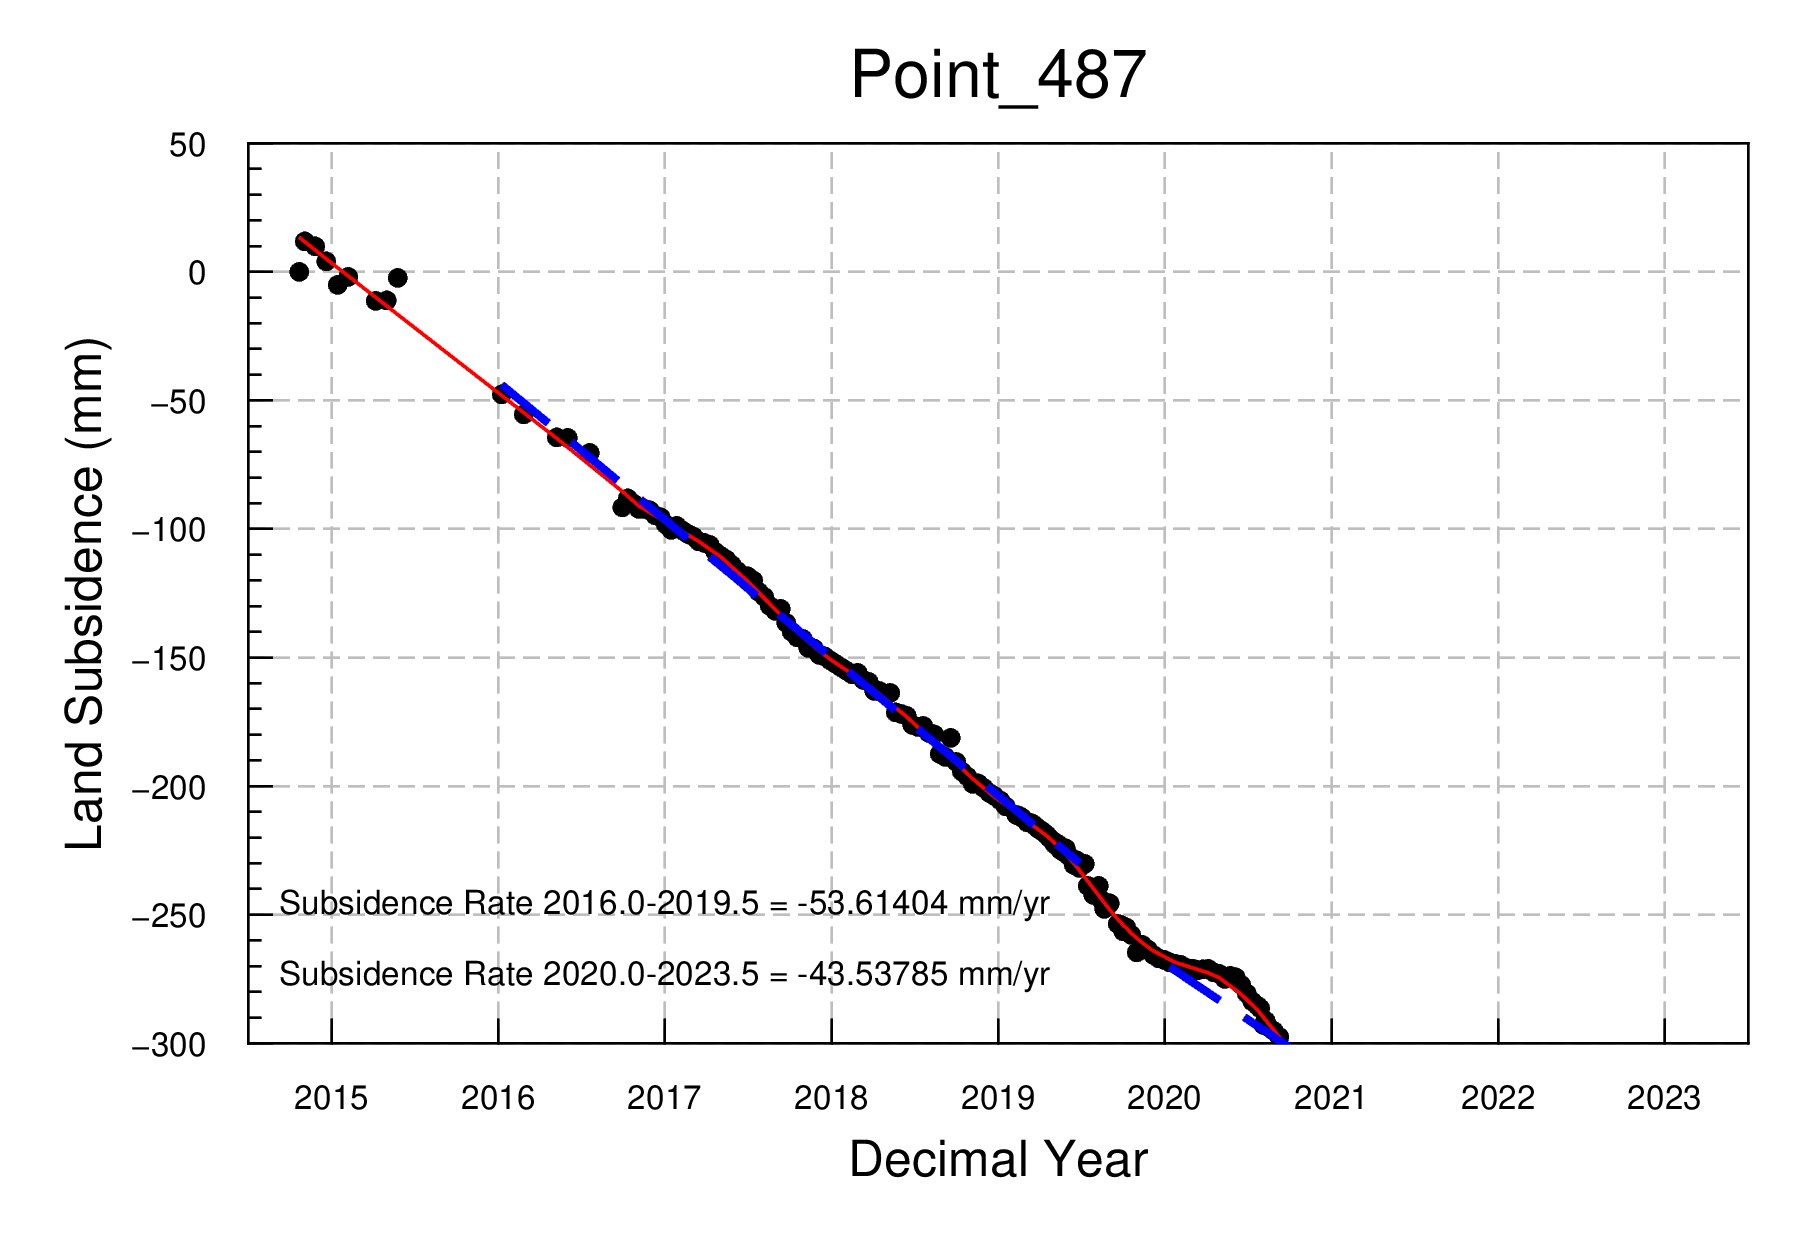 Point_487
50
0
−50
−100
−150
−200
−250
−300
Land Subsidence (mm)
Subsidence Rate 2016.0-2019.5 = -53.61404 mm/yr
Subsidence Rate 2020.0-2023.5 = -43.53785 mm/yr
2015 2016 2017 2018 2019 2020 2021 2022 2023
Decimal Year